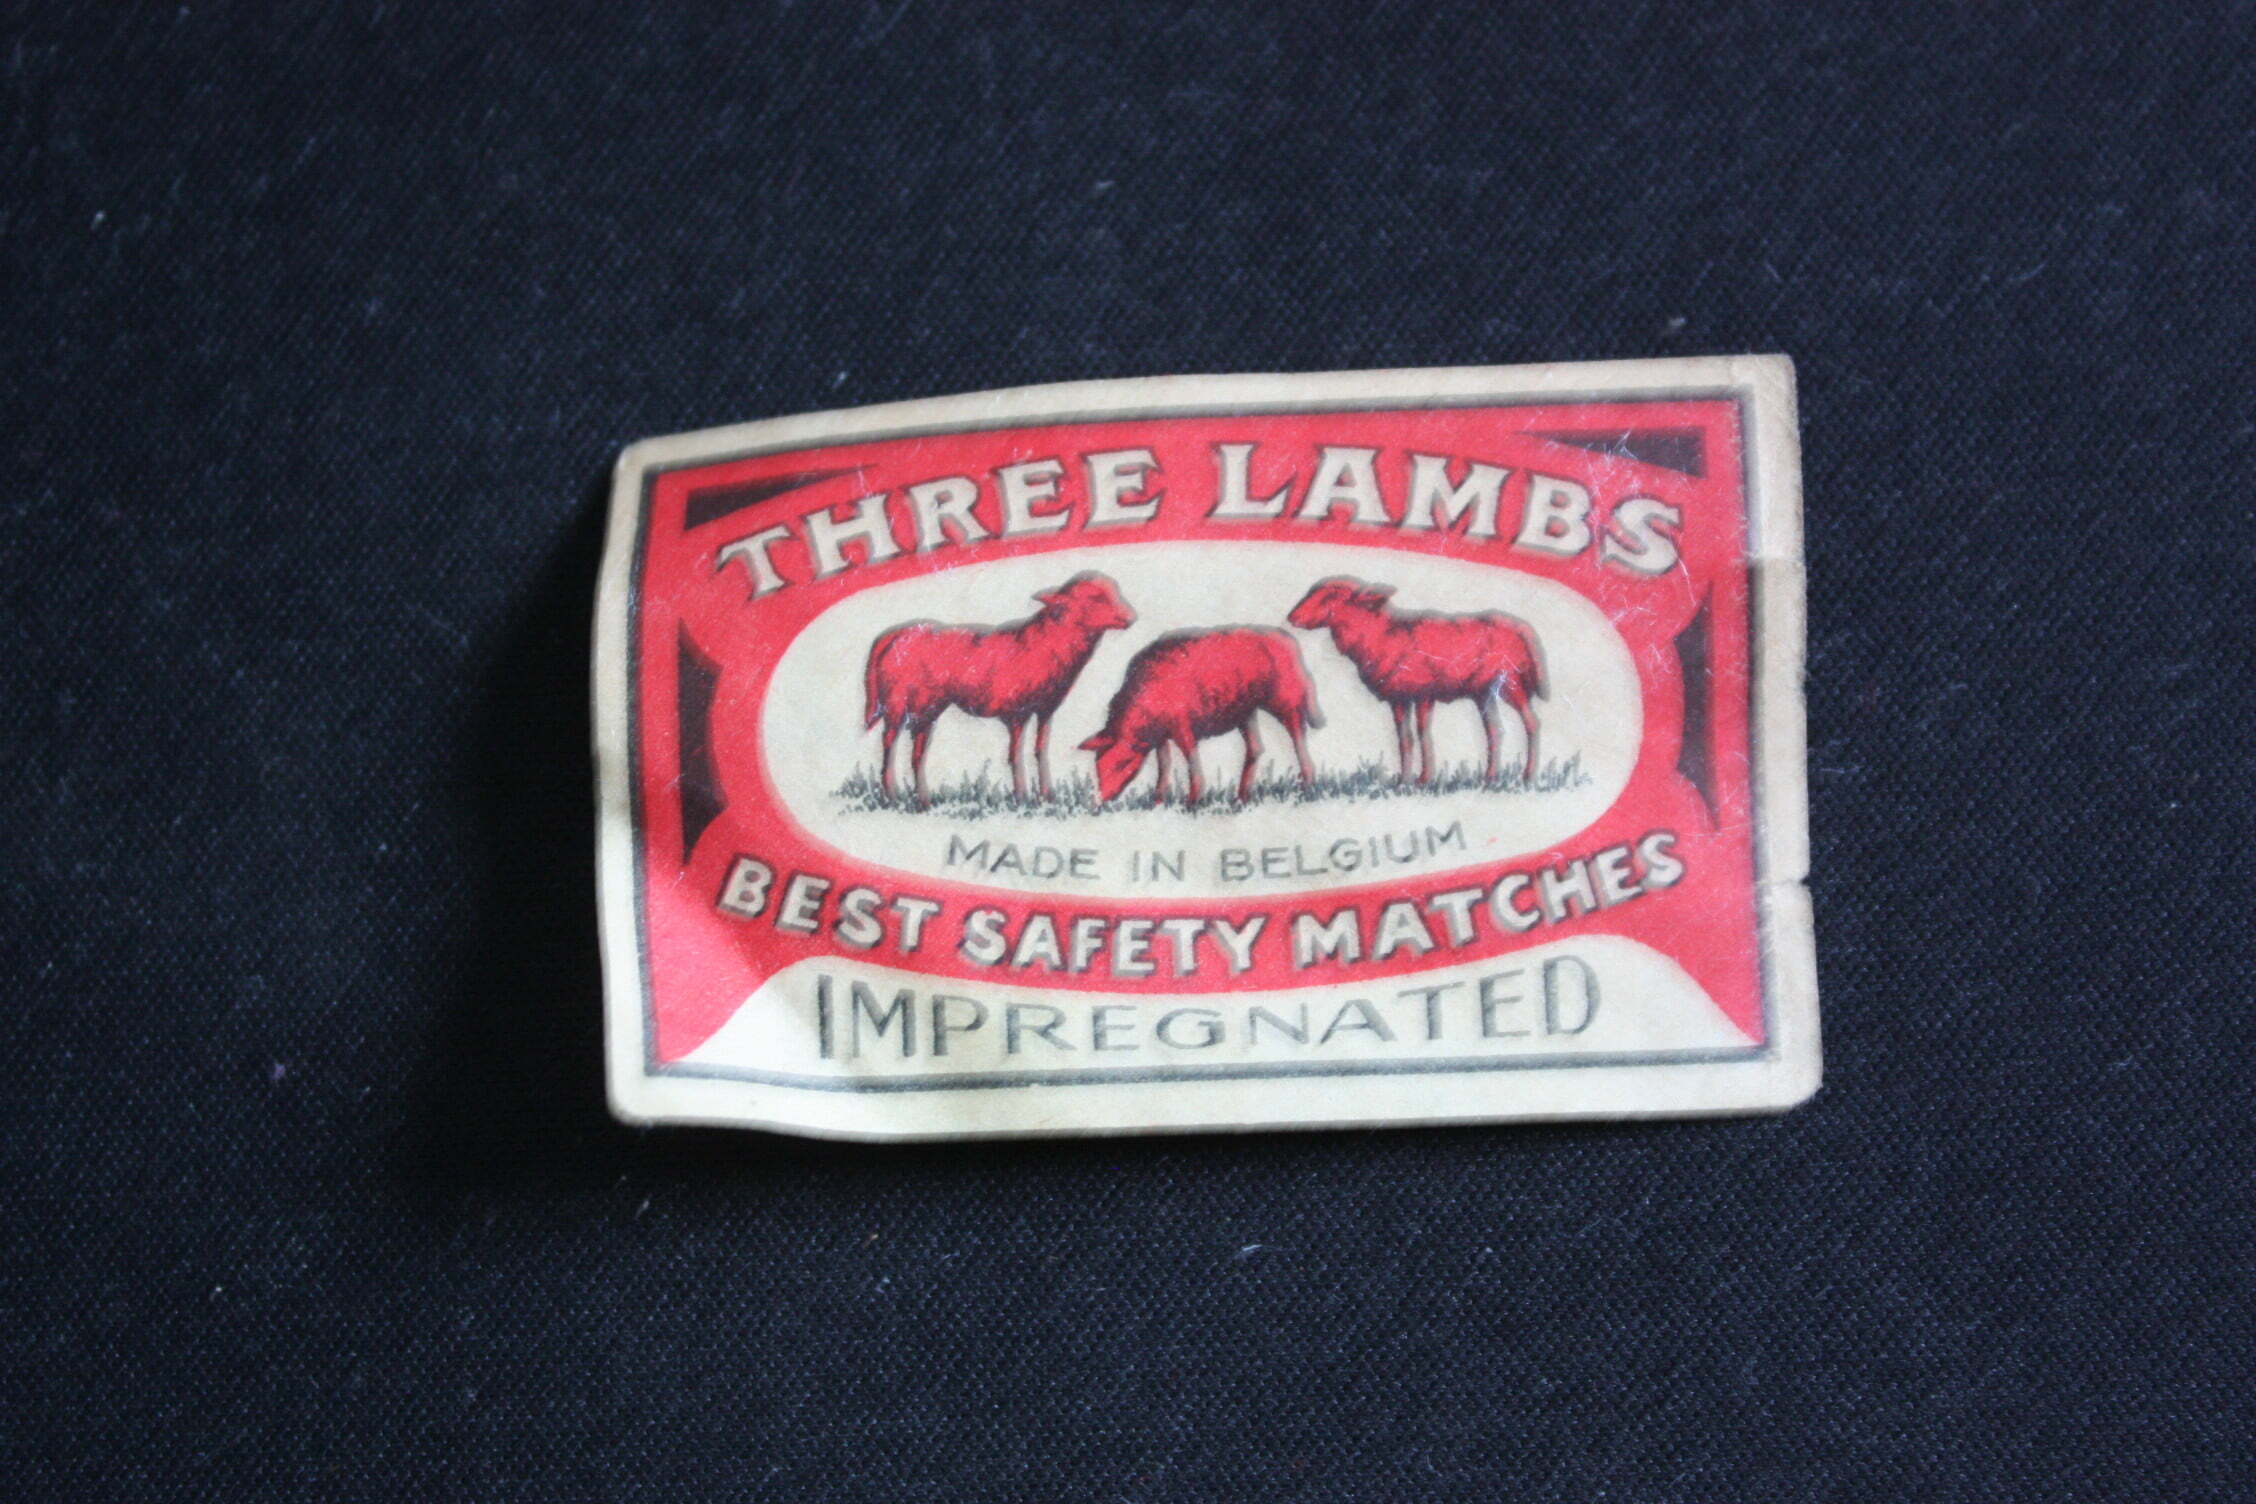 THREE LAMBS
MADE IN BELGIUM
BEST SAFETY MATCHES
IMPREGNATED